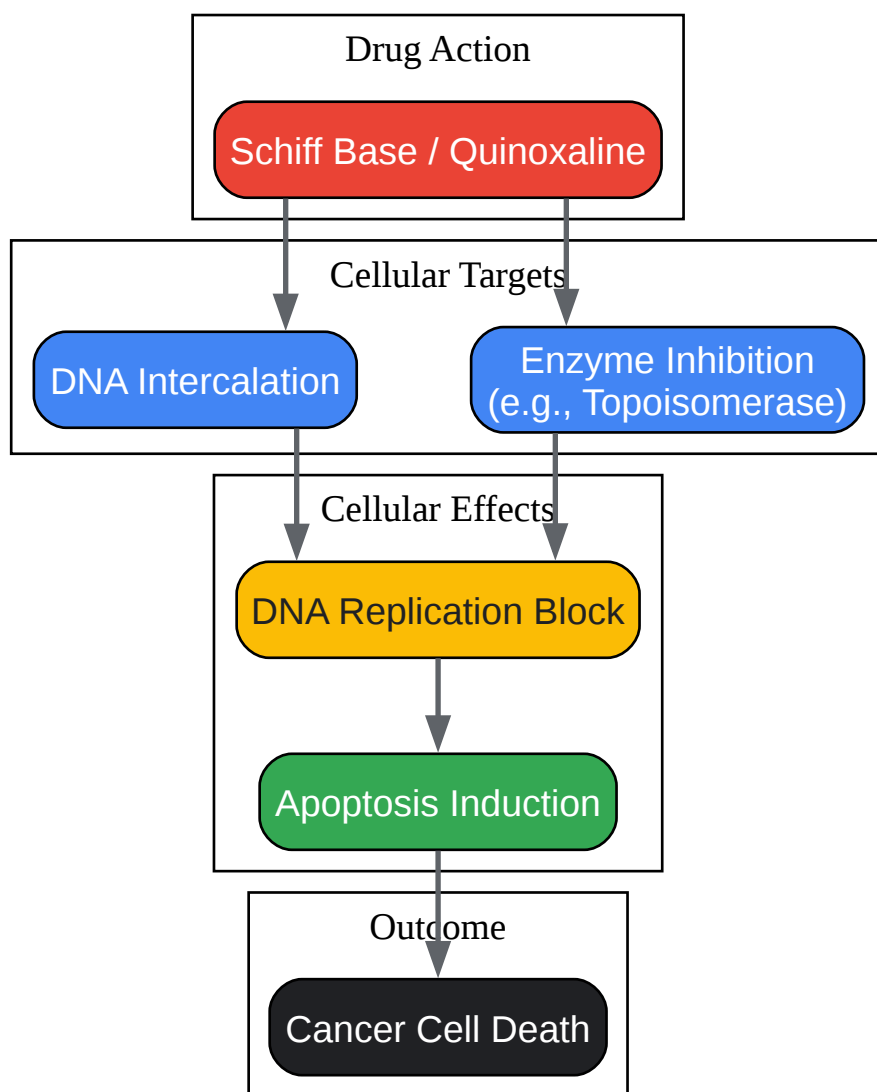 Drug Action
Schiff Base / Quinoxaline
Cellular Targets
DNA Intercalation
Enzyme Inhibition
(e.g., Topoisomerase)
Cellular Effects
DNA Replication Block
Apoptosis Induction
Outcome
Cancer Cell Death